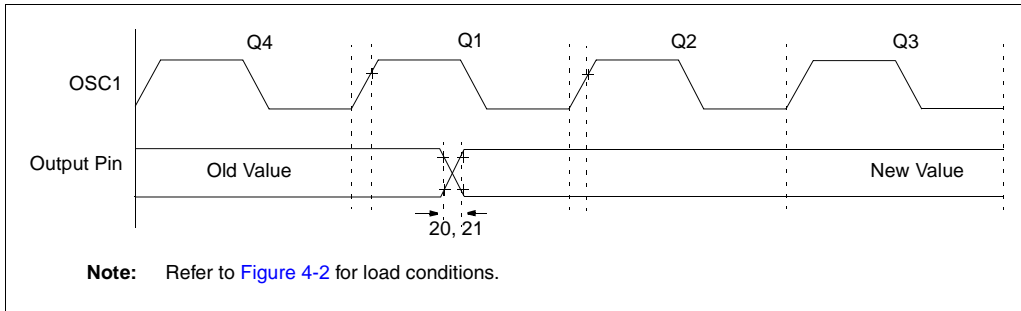 Q4 Q1 Q2 Q3
OSC1
Output Pin Old Value New Value
20, 21
Note: Refer to Figure 4-2 for load conditions.